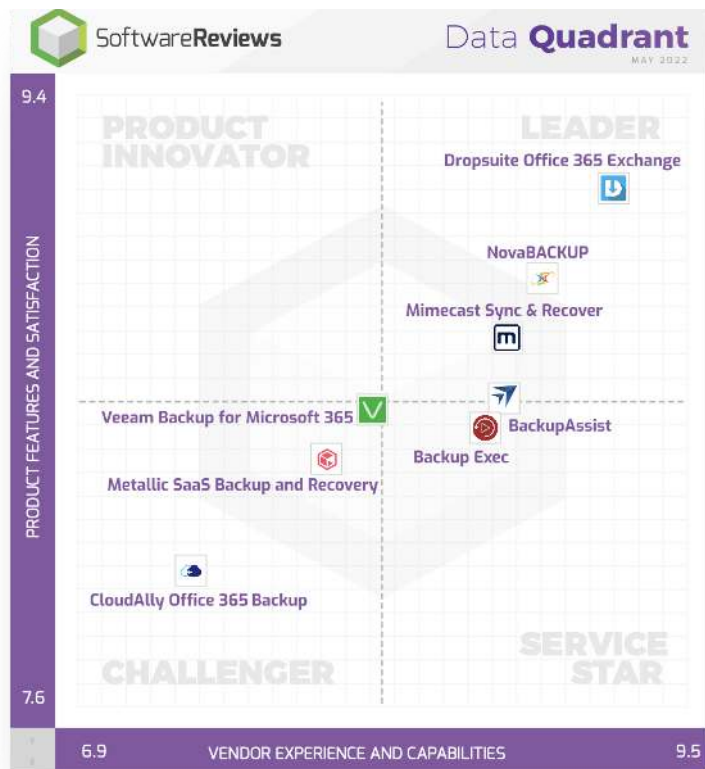 SoftwareReviews
Data Quadrant
MAY 2022
9.4
PRODUCT FEATURES AND SATISFACTION
7.6
PRODUCT
INNOVATOR
LEADER
Dropsuite Office 365 Exchange
NovaBACKUP
Mimecast Sync & Recover
m
Veeam Backup for Microsoft 365
BackupAssist
Backup Exec
Metallic SaaS Backup and Recovery
CloudAlly Office 365 Backup
CHALLENGER
SERVICE
STAR
6.9
VENDOR EXPERIENCE AND CAPABILITIES
9.5